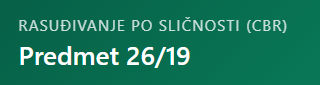 RASUĐIVANJE PO SLIČNOSTI (CBR)
Predmet 26/19